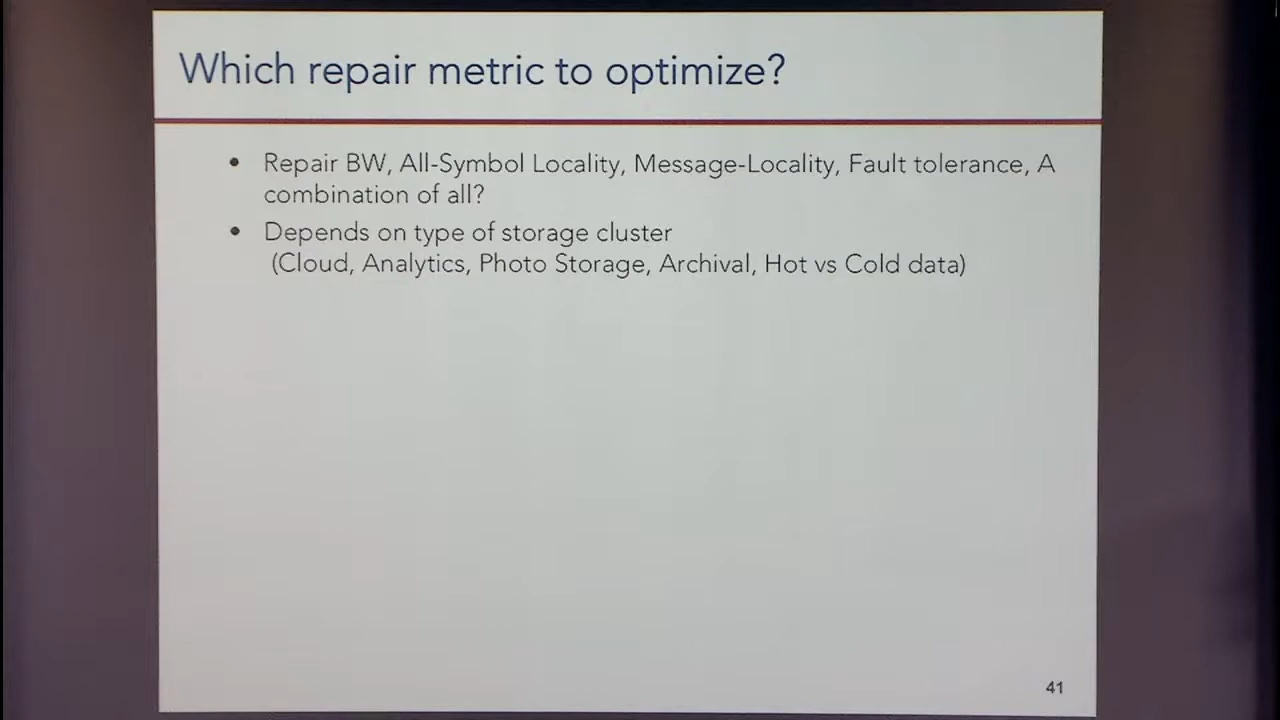 Which repair metric to optimize?
• Repair BW, All-Symbol Locality, Message-Locality, Fault tolerance, A
combination of all?
• Depends on type of storage cluster
(Cloud, Analytics, Photo Storage, Archival, Hot vs Cold data)
41